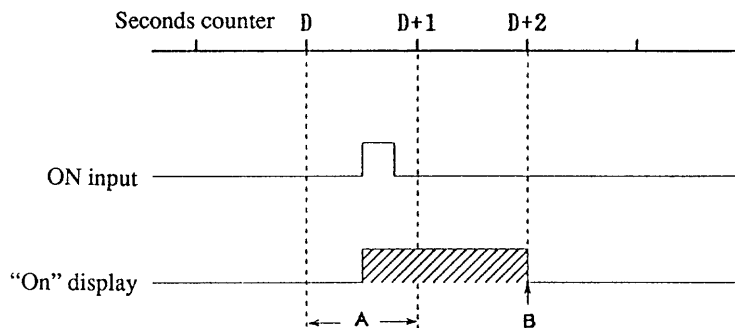 Seconds counter D D+1 D+2
ON input
“On” display
A B